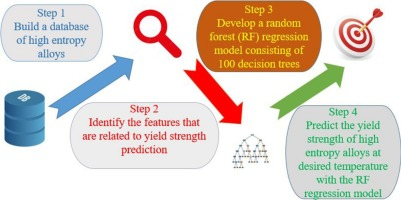 Step 1
Build a database
of high entropy
alloys
Step 2
Identify the features
that are related to yield strength
prediction
Step 3
Develop a random
forest (RF) regression
model consisting of
100 decision trees
Step 4
Predict the yield
strength of high
entropy alloys at
desired temperature
with the RF
regression model
DB